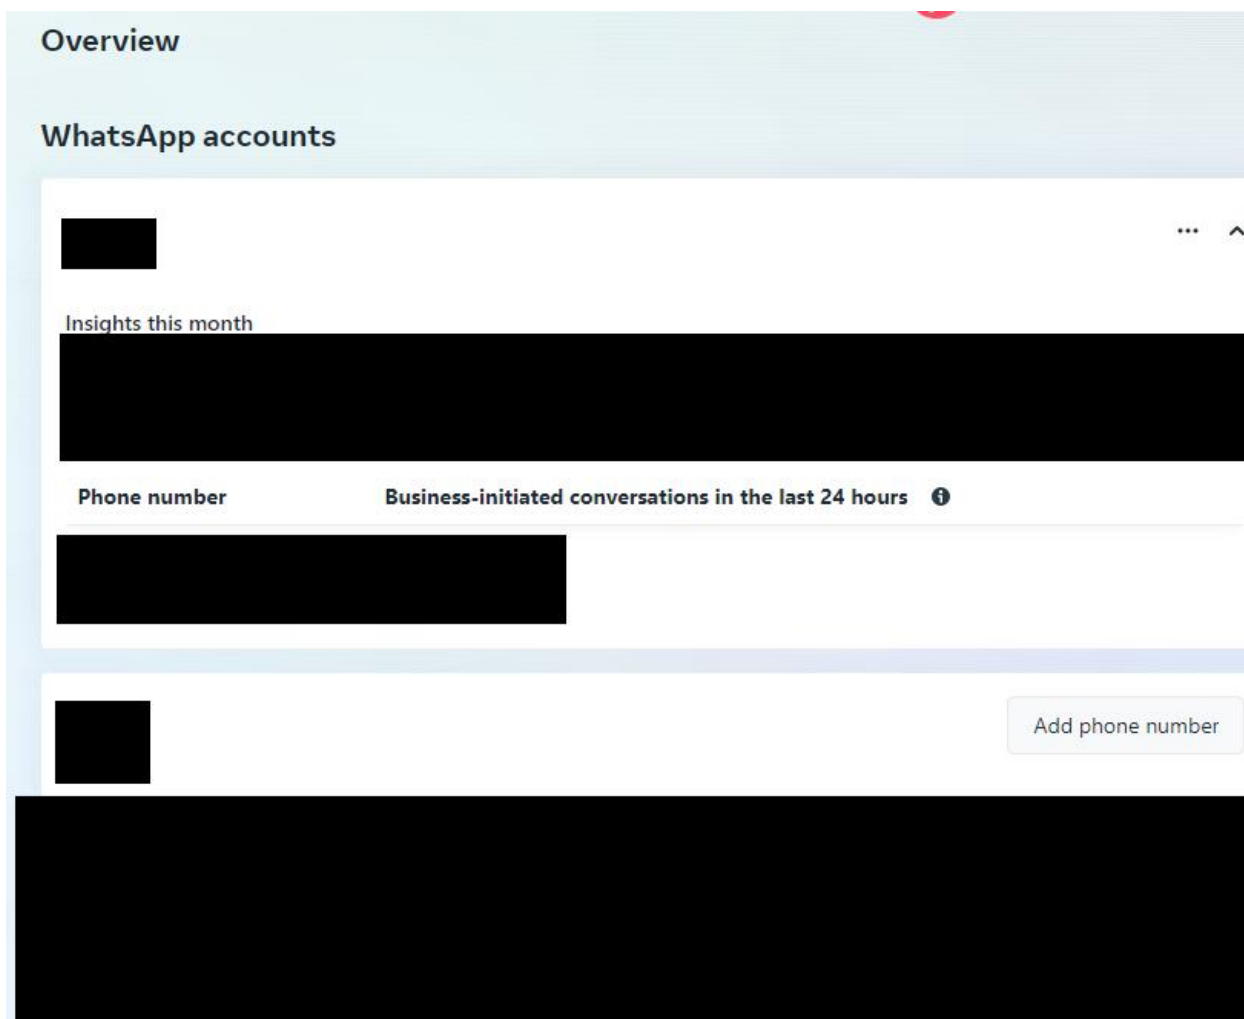 Overview
WhatsApp accounts
Insights this month
Phone number Business-initiated conversations in the last 24 hours
Add phone number